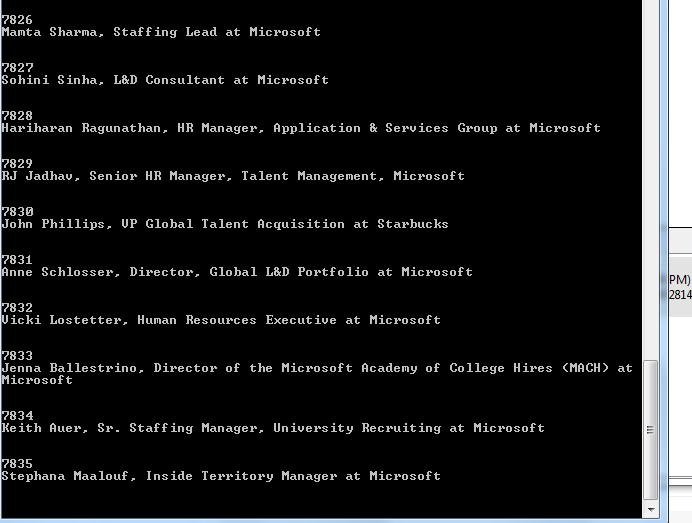 7826
Mamta Sharma, Staffing Lead at Microsoft
7827
Sohini Sinha, L&D Consultant at Microsoft
7828
Hariharan Ragunathan, HR Manager, Application & Services Group at Microsoft
7829
RJ Jadhav, Senior HR Manager, Talent Management, Microsoft
7830
John Phillips, VP Global Talent Acquisition at Starbucks
7831
Anne Schlosser, Director, Global L&D Portfolio at Microsoft
7832
Vicki Lostetter, Human Resources Executive at Microsoft
7833
Jenna Ballestrino, Director of the Microsoft Academy of College Hires (MACH) at
Microsoft
7834
Keith Auer, Sr. Staffing Manager, University Recruiting at Microsoft
7835
Stephana Maalouf, Inside Territory Manager at Microsoft
PM)
2814